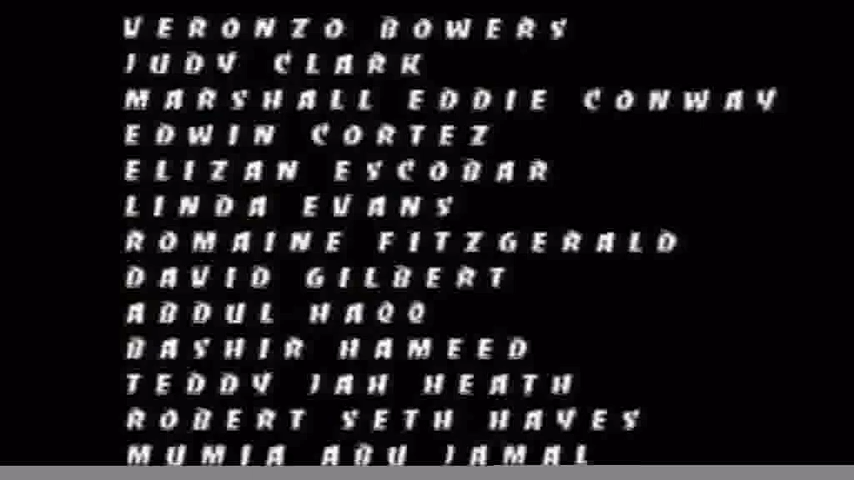 VERONZO BOWERS
JUDY CLARK
MARSHALL EDDIE CONWAY
EDWIN CORTEZ
ELIZAN ESCOBAR
LINDA EVANS
ROMAINE FITZGERALD
DAVID GILBERT
ABDUL HAQQ
BASHIR HAMEED
TEDDY JAH HEATH
ROBERT SETH HAYES
MUMIA ABU JAMAL